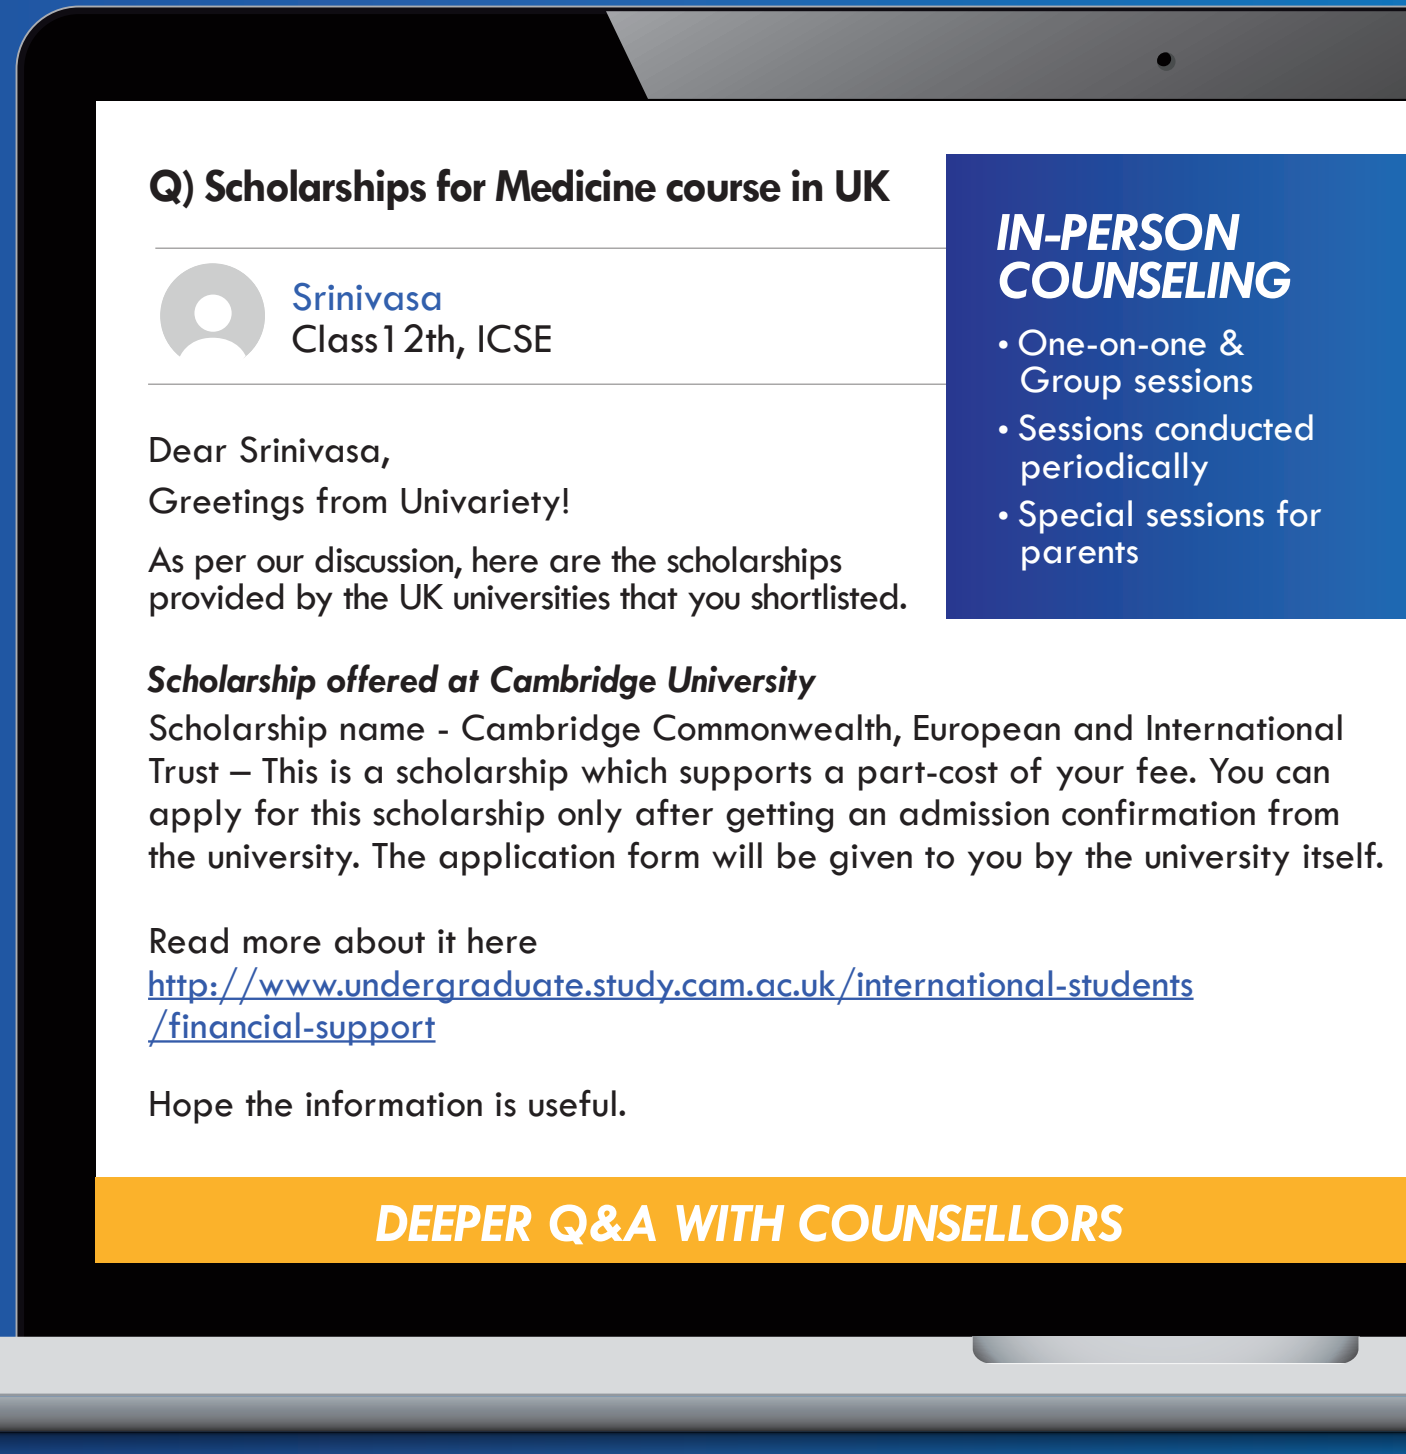 Q) Scholarships for Medicine course in UK
Srinivasa
Class12th, ICSE
Dear Srinivasa,
Greetings from Univariety!
As per our discussion, here are the scholarships
provided by the UK universities that you shortlisted.
IN-PERSON
COUNSELING
• One-on-one &
Group sessions
• Sessions conducted
periodically
• Special sessions for
parents
Scholarship offered at Cambridge University
Scholarship name - Cambridge Commonwealth, European and International
Trust – This is a scholarship which supports a part-cost of your fee. You can
apply for this scholarship only after getting an admission confirmation from
the university. The application form will be given to you by the university itself.
Read more about it here
http://www.undergraduate.study.cam.ac.uk/international-students
/financial-support
Hope the information is useful.
DEEPER Q&A WITH COUNSELLORS